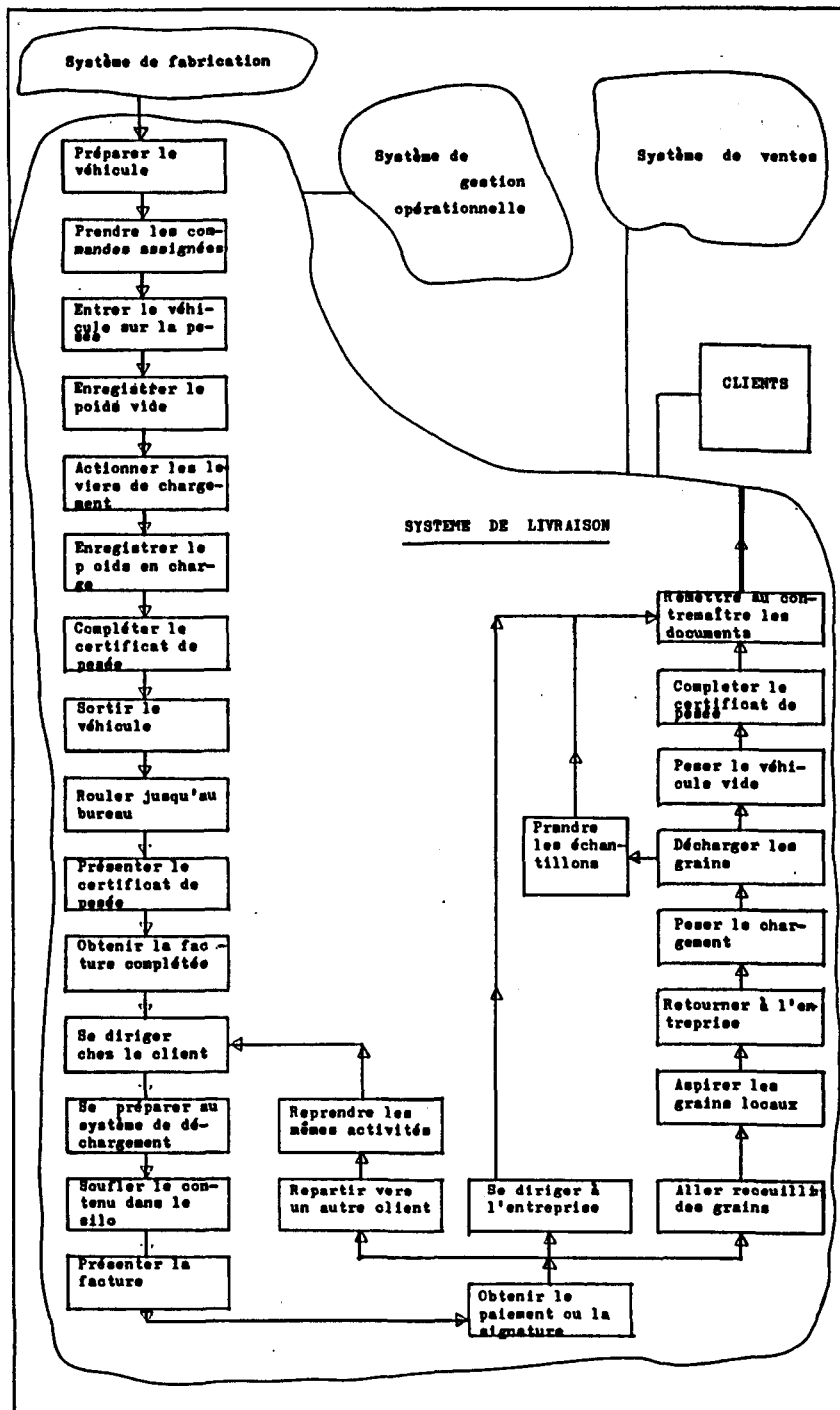 Système de fabrication
Système de
gestion
opérationnelle
Système de ventes
CLIENTS
SYSTEME DE LIVRAISON
Préparer le
véhicule
Prendre les com-
mandes assignées
Entrer le véhi-
cule sur la pe-
sée
Enregistrer le
poids vide
Actionner les le-
viers de charge-
ment
Enregistrer le
p oids en char-
ge
Compléter le
certificat de
pesée
Sortir le
véhicule
Rouler jusqu'au
bureau
Présenter le
certificat de
pesée
Obtenir la fac-
ture complétée
Se diriger
ches le client
Se préparer au
système de dé-
chargement
Soufler le con-
tenu dans le
silo
Présenter la
facture
Obtenir le
paiement ou la
signature
Repartir vers
un autre client
Reprendre les
mêmes activités
Se diriger à
l'entreprise
Aller receuillir
des grains
Aspirer les
grains locaux
Retourner à l'en-
treprise
Peser le char-
gement
Décharger les
grains
Prendre
les échan-
tillons
Peser le véhi-
cule vide
Completer le
certificat de
pesée
Remettre au con-
tremaître les
documents